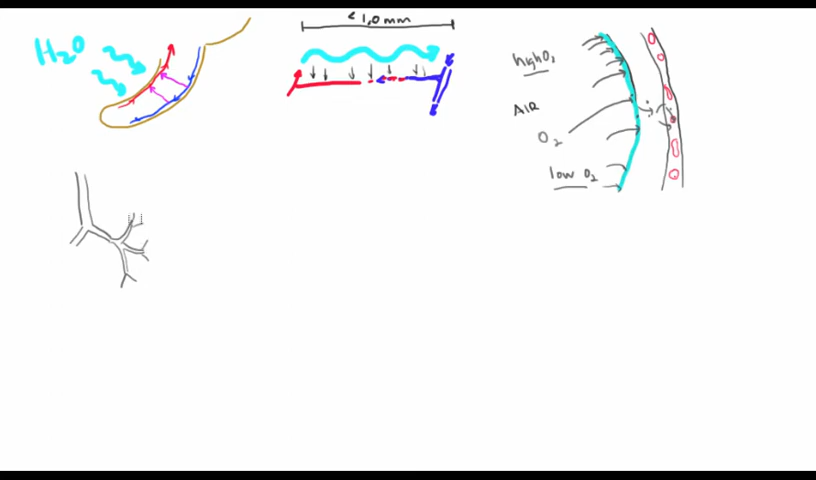 H2O
< 1,0 mm
high O2
AIR
O2
low O2